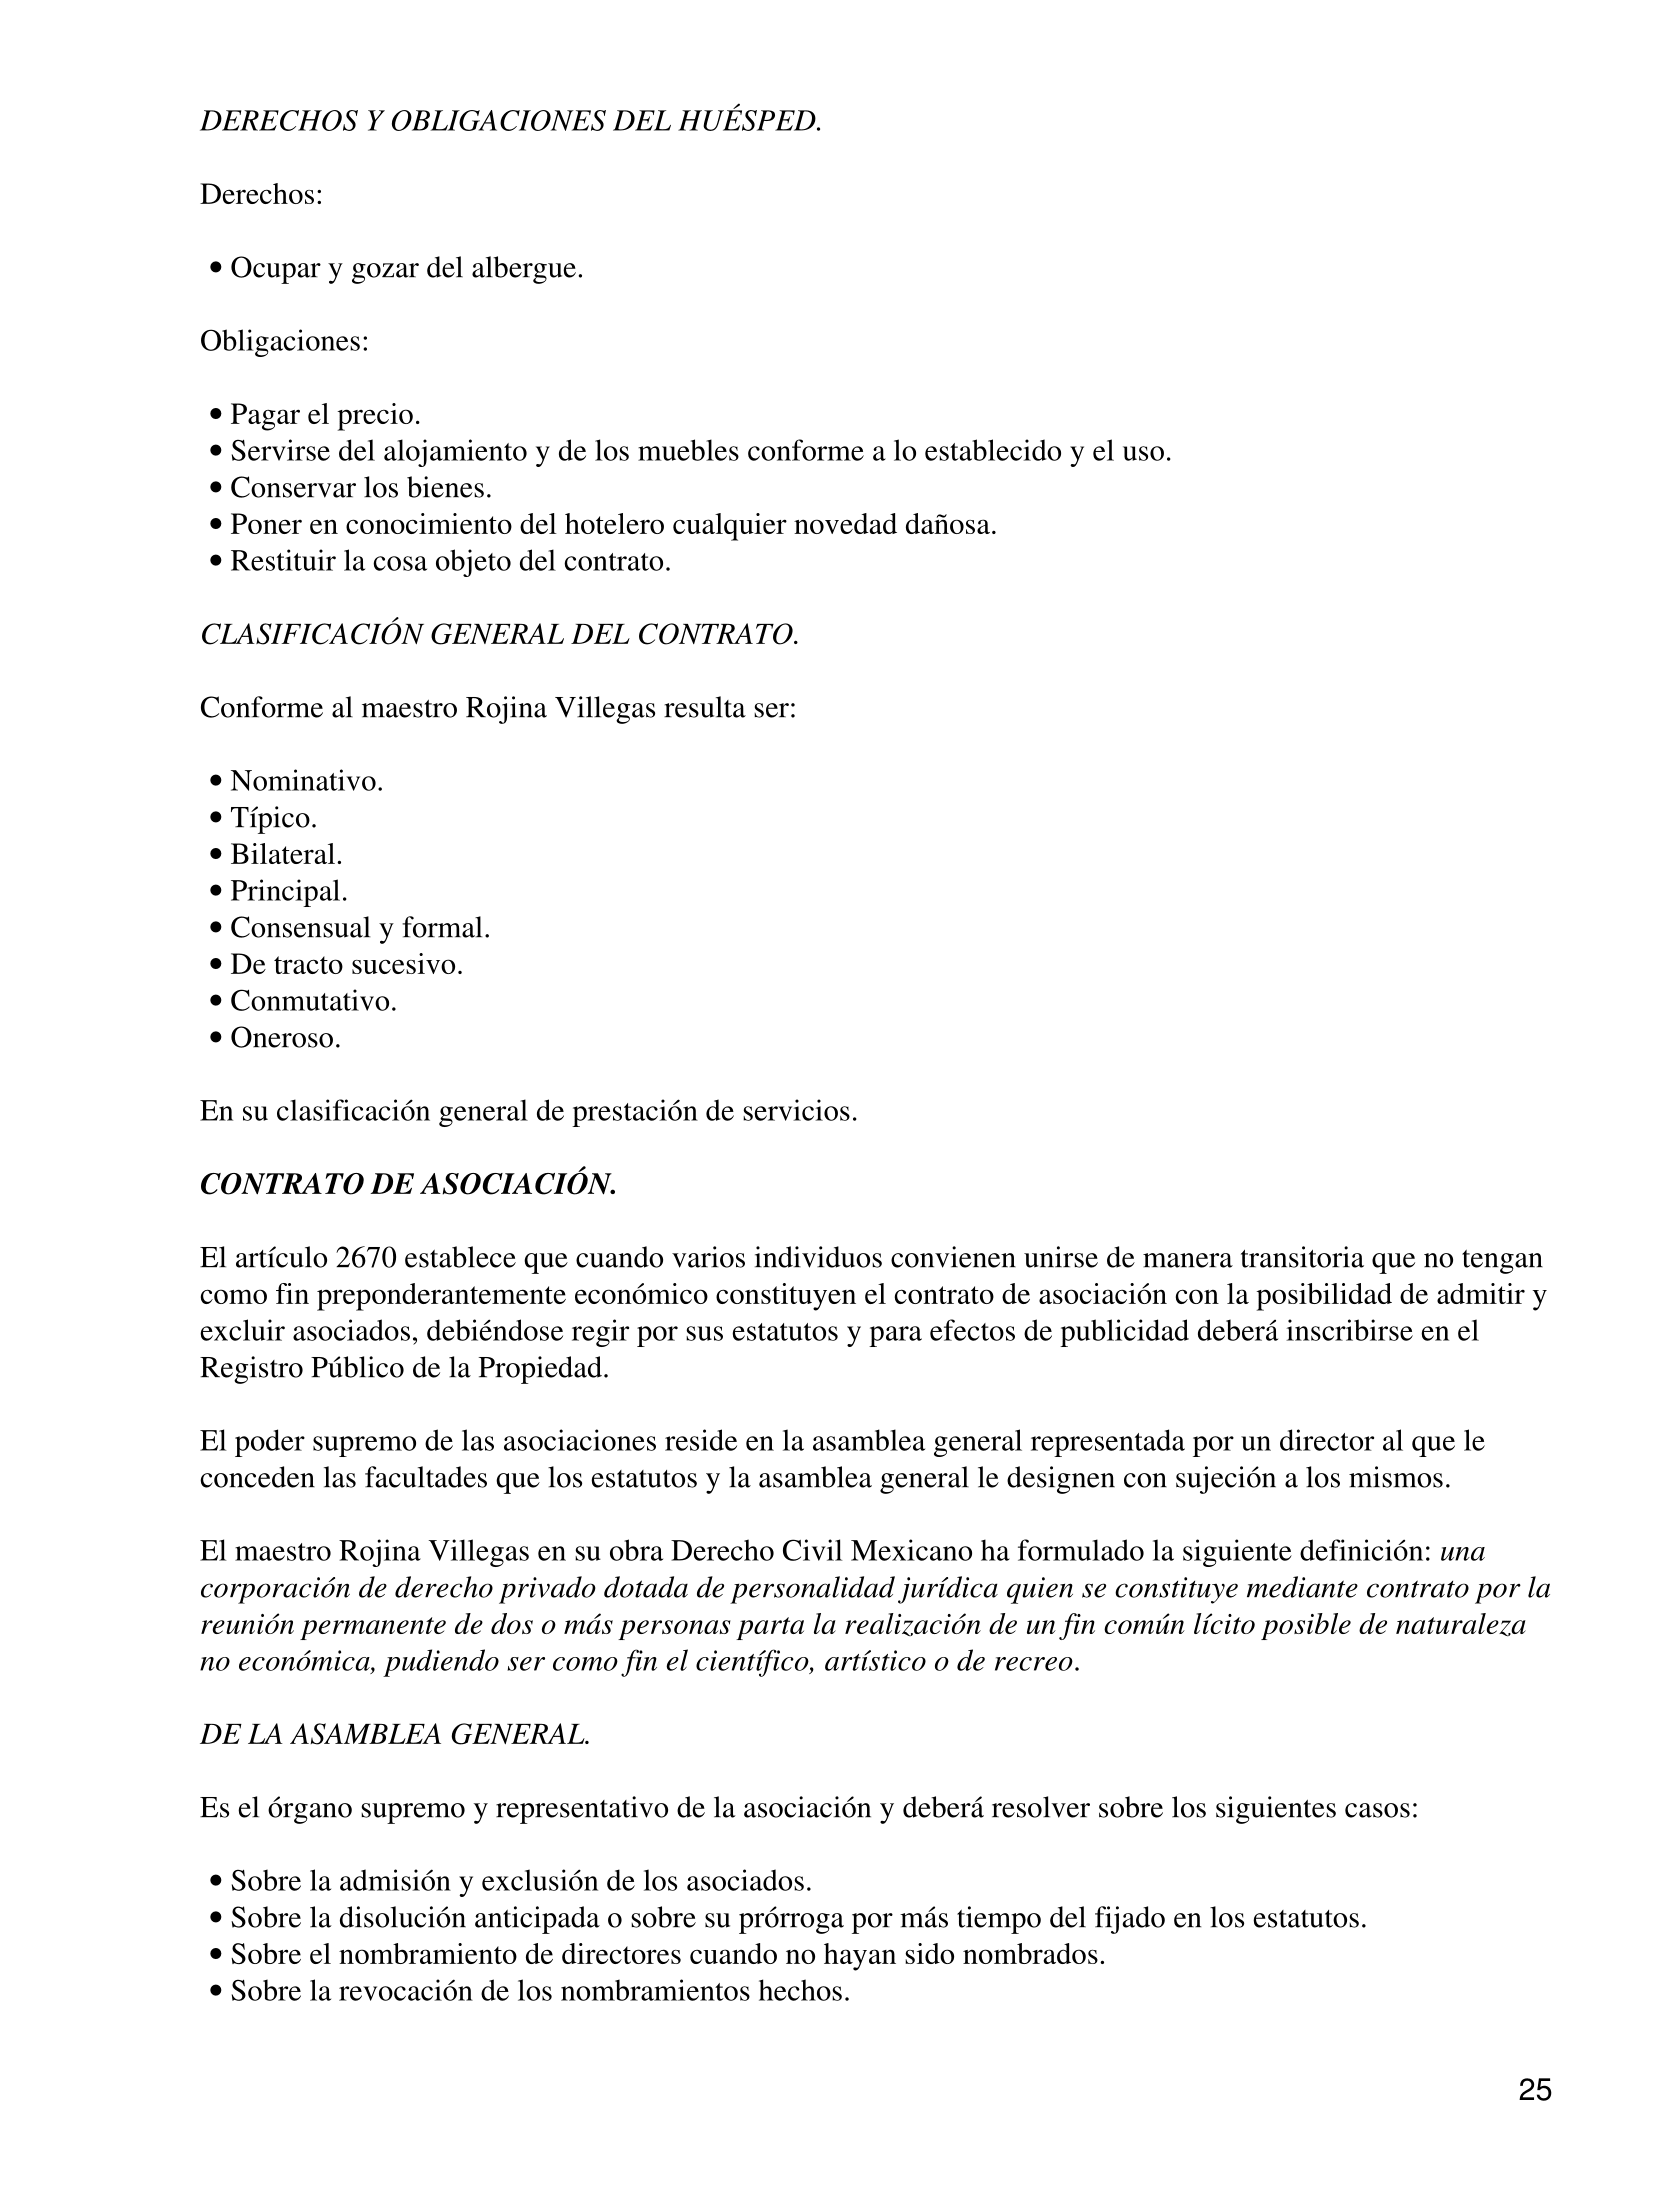 DERECHOS Y OBLIGACIONES DEL HUÉSPED.
Derechos:
• Ocupar y gozar del albergue.
Obligaciones:
• Pagar el precio.
• Servirse del alojamiento y de los muebles conforme a lo establecido y el uso.
• Conservar los bienes.
• Poner en conocimiento del hotelero cualquier novedad dañosa.
• Restituir la cosa objeto del contrato.
CLASIFICACIÓN GENERAL DEL CONTRATO.
Conforme al maestro Rojina Villegas resulta ser:
• Nominativo.
• Típico.
• Bilateral.
• Principal.
• Consensual y formal.
• De tracto sucesivo.
• Conmutativo.
• Oneroso.
En su clasificación general de prestación de servicios.
CONTRATO DE ASOCIACIÓN.
El artículo 2670 establece que cuando varios individuos convienen unirse de manera transitoria que no tengan
como fin preponderantemente económico constituyen el contrato de asociación con la posibilidad de admitir y
excluir asociados, debiéndose regir por sus estatutos y para efectos de publicidad deberá inscribirse en el
Registro Público de la Propiedad.
El poder supremo de las asociaciones reside en la asamblea general representada por un director al que le
conceden las facultades que los estatutos y la asamblea general le designen con sujeción a los mismos.
El maestro Rojina Villegas en su obra Derecho Civil Mexicano ha formulado la siguiente definición: una
corporación de derecho privado dotada de personalidad jurídica quien se constituye mediante contrato por la
reunión permanente de dos o más personas parta la realización de un fin común lícito posible de naturaleza
no económica, pudiendo ser como fin el científico, artístico o de recreo.
DE LA ASAMBLEA GENERAL.
Es el órgano supremo y representativo de la asociación y deberá resolver sobre los siguientes casos:
• Sobre la admisión y exclusión de los asociados.
• Sobre la disolución anticipada o sobre su prórroga por más tiempo del fijado en los estatutos.
• Sobre el nombramiento de directores cuando no hayan sido nombrados.
• Sobre la revocación de los nombramientos hechos.
25